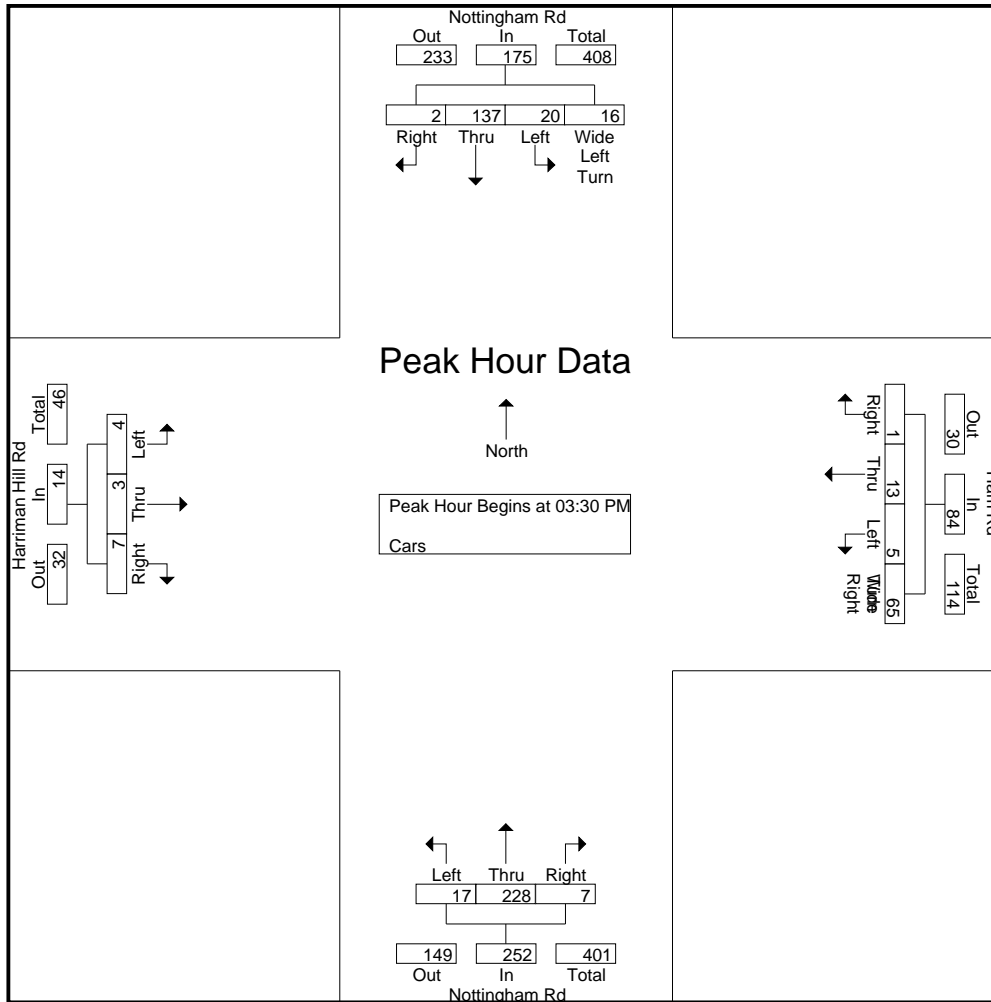 Nottingham Rd
Out In Total
233 175 408
2 137 20 16
Right Thru Left Wide
Left
Turn
Peak Hour Data
North
Peak Hour Begins at 03:30 PM
Cars
Harriman Hill Rd
Total In Out
46 14 32
4 3 7
Left Thru Right
Rd
Out In Total
30 84 114
1 13 5 65
Right Thru Left
Right
Left Thru Right
17 228 7
149 252 401
Out In Total
Nottingham Rd